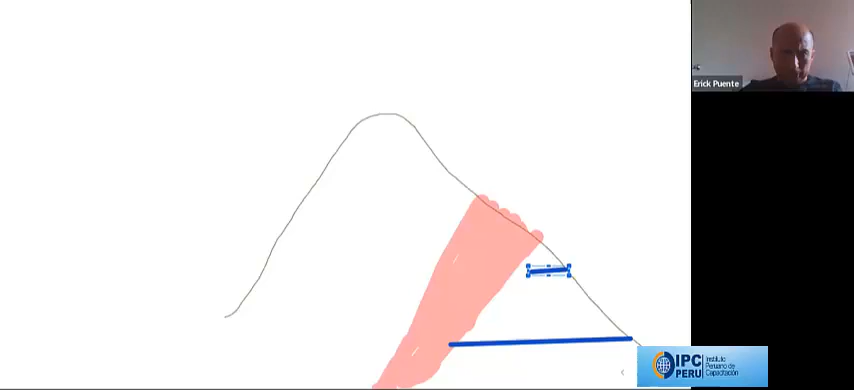 Erick Puente
IPC
PERU
Instituto
Peruano de
Capacitación